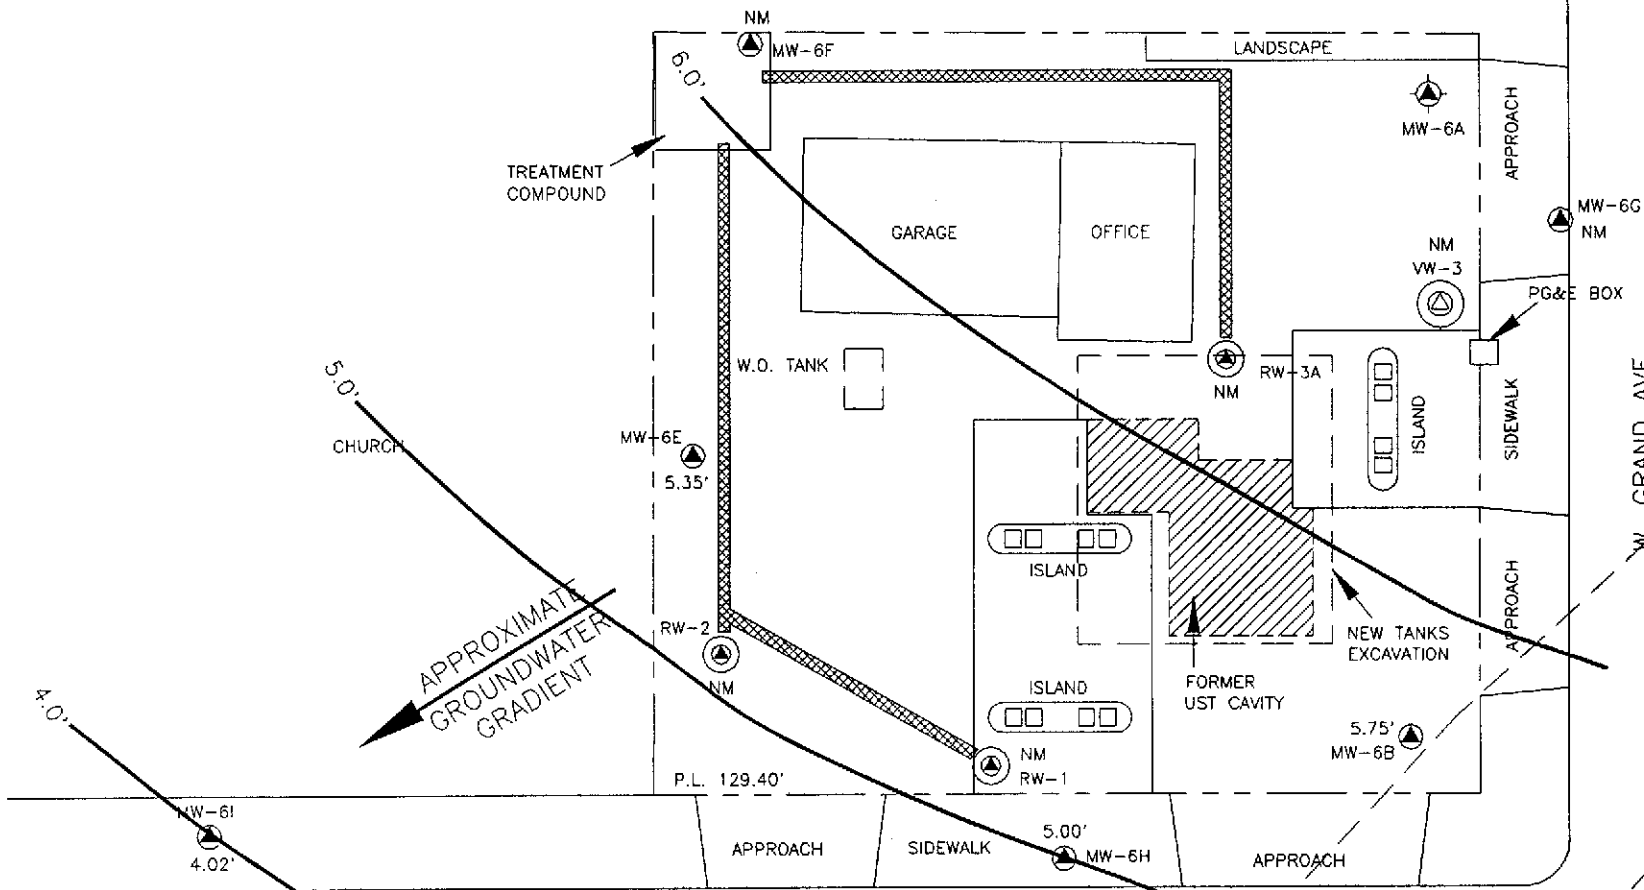 NM
MW-6F
LANDSCAPE
6.0'
MW-6A
APPROACH
TREATMENT
COMPOUND
MW-6G
NM
GARAGE
OFFICE
NM
VW-3
PG&E BOX
5.0'
W.O. TANK
RW-3A
NM
ISLAND
SIDEWALK
W. GRAND AVE
CHURCH
MW-6E
5.35'
ISLAND
APPROACH
APPROXIMATE
GROUNDWATER
GRADIENT
RW-2
NM
NEW TANKS
EXCAVATION
FORMER
UST CAVITY
ISLAND
4.0'
5.75'
MW-6B
NM
RW-1
P.L. 129.40'
MW-6I
4.02'
APPROACH
SIDEWALK
5.00'
MW-6H
APPROACH